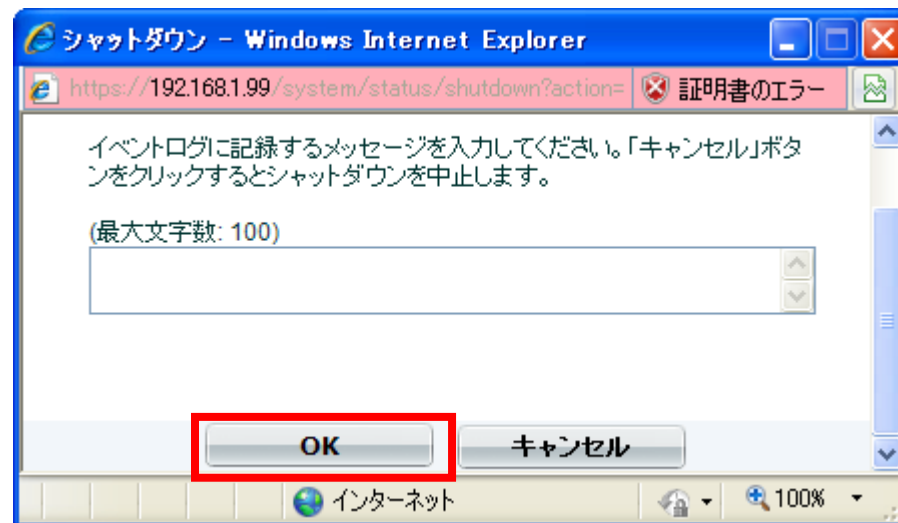 シャットダウン - Windows Internet Explorer
https://192.168.1.99/system/status/shutdown?action= 証明書のエラー
イベントログに記録するメッセージを入力してください。「キャンセル」ボタ
ンをクリックするとシャットダウンを中止します。
(最大文字数: 100)
OK キャンセル
インターネット 100%